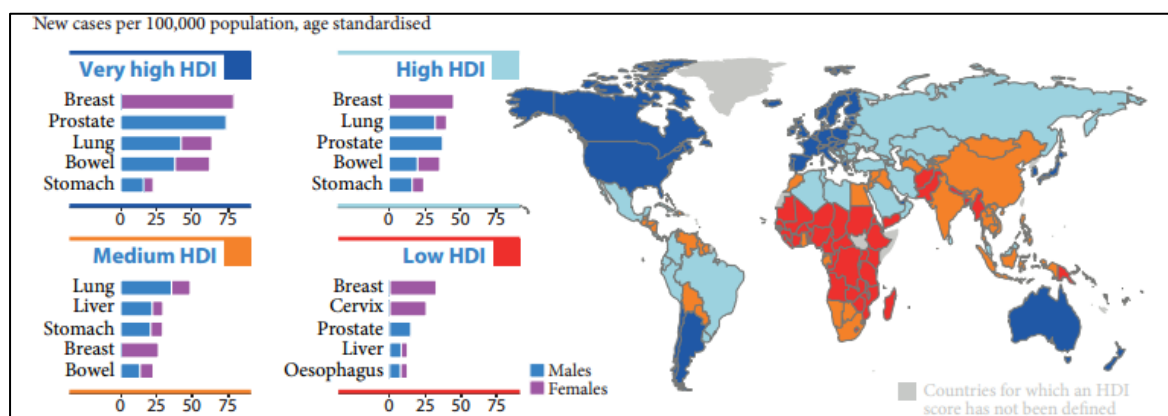 New cases per 100,000 population, age standardised
Very high HDI
Breast
Prostate
Lung
Bowel
Stomach
0 25 50 75
High HDI
Breast
Lung
Prostate
Bowel
Stomach
0 25 50 75
Medium HDI
Lung
Liver
Stomach
Breast
Bowel
0 25 50 75
Low HDI
Breast
Cervix
Prostate
Liver
Oesophagus
0 25 50 75
Males
Females
Countries for which an HDI
score has not been defined